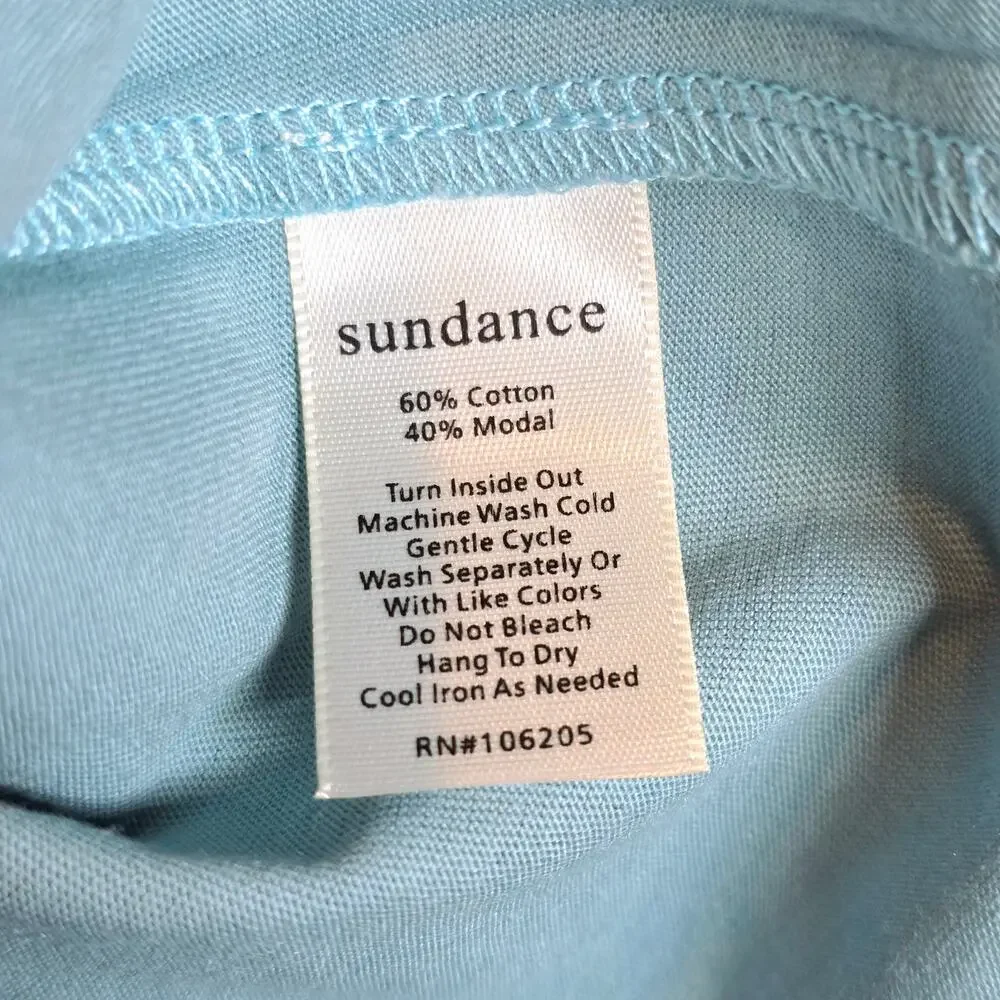 sundance
60% Cotton
40% Modal
Turn Inside Out
Machine Wash Cold
Gentle Cycle
Wash Separately Or
With Like Colors
Do Not Bleach
Hang To Dry
Cool Iron As Needed
RN#106205